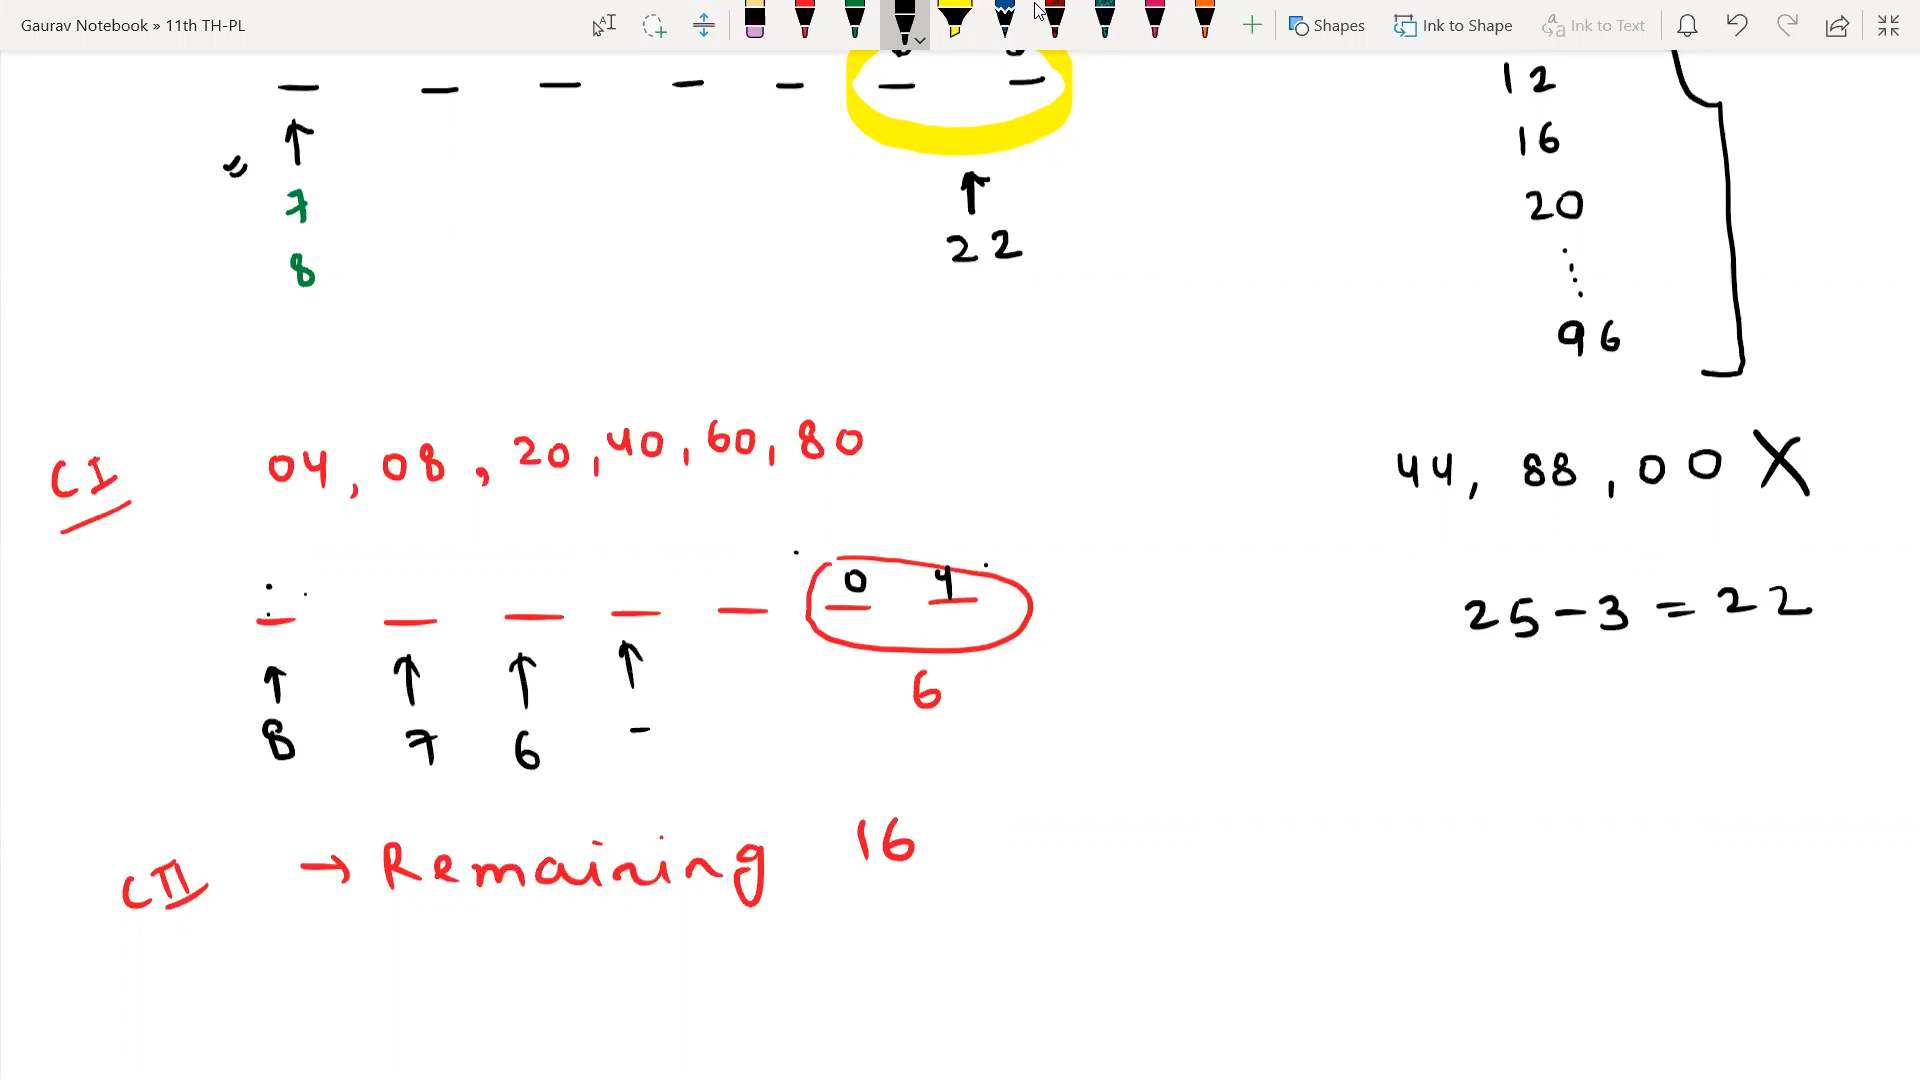 Gaurav Notebook » 11th TH-PL
Shapes
Ink to Shape
Ink to Text
12
16
20
96
7
8
22
CI 04, 08, 20, 40, 60, 80
44, 88, 00 X
0 4
25 - 3 = 22
6
8 7 6 -
CII → Remaining 16